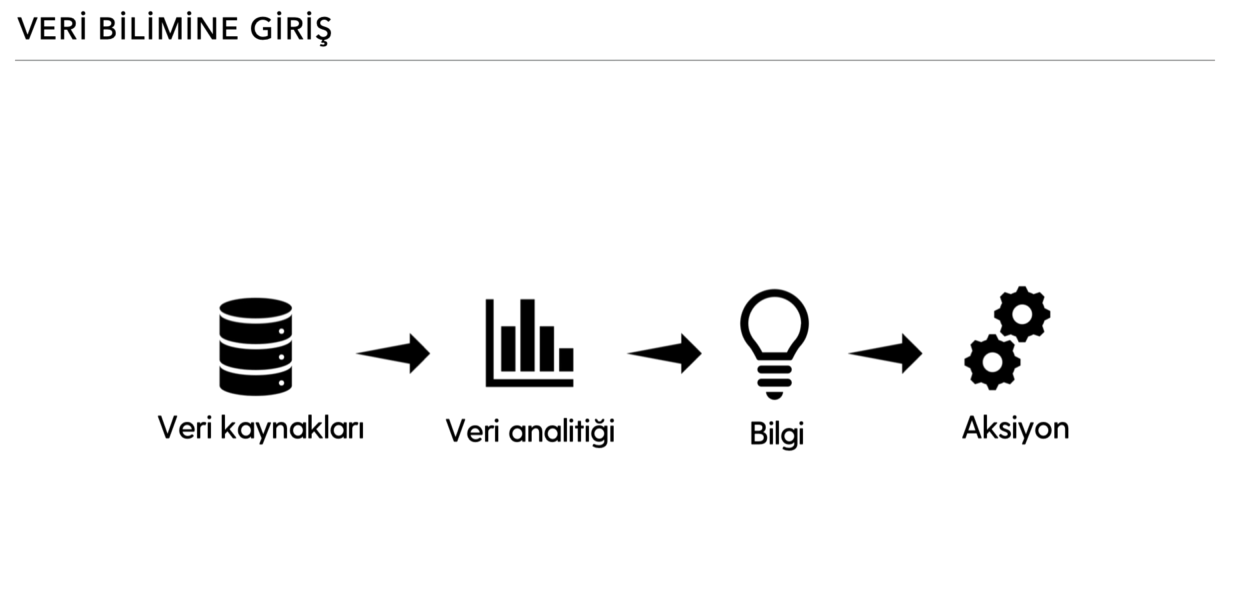 VERİ BİLİMİNE GİRİŞ
Veri kaynakları
Veri analitiği
Bilgi
Aksiyon